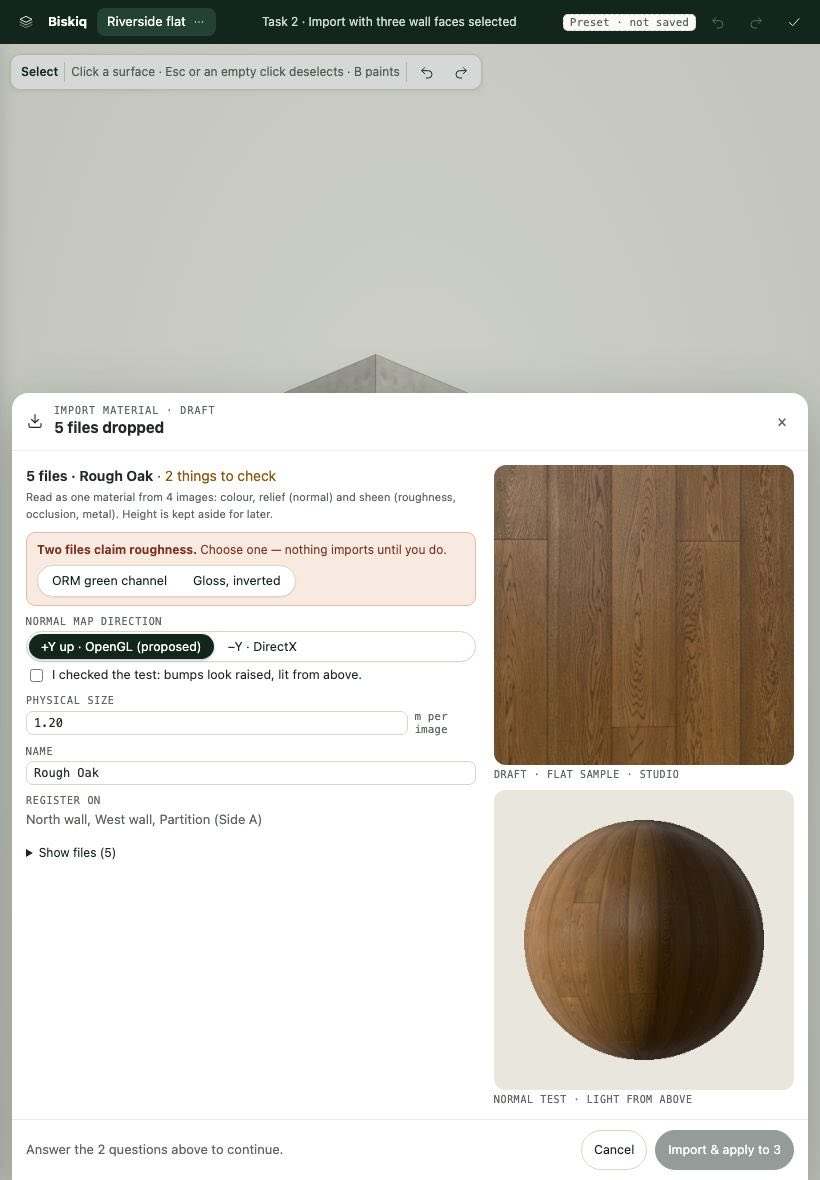 Biskiq
Riverside flat ···
Task 2 · Import with three wall faces selected
Preset · not saved
Select
Click a surface · Esc or an empty click deselects · B paints
IMPORT MATERIAL · DRAFT
5 files dropped
×
5 files · Rough Oak · 2 things to check
Read as one material from 4 images: colour, relief (normal) and sheen (roughness,
occlusion, metal). Height is kept aside for later.
Two files claim roughness. Choose one — nothing imports until you do.
ORM green channel
Gloss, inverted
NORMAL MAP DIRECTION
+Y up · OpenGL (proposed)
−Y · DirectX
I checked the test: bumps look raised, lit from above.
PHYSICAL SIZE
1.20
m per
image
NAME
Rough Oak
REGISTER ON
North wall, West wall, Partition (Side A)
Show files (5)
DRAFT · FLAT SAMPLE · STUDIO
NORMAL TEST · LIGHT FROM ABOVE
Answer the 2 questions above to continue.
Cancel
Import & apply to 3